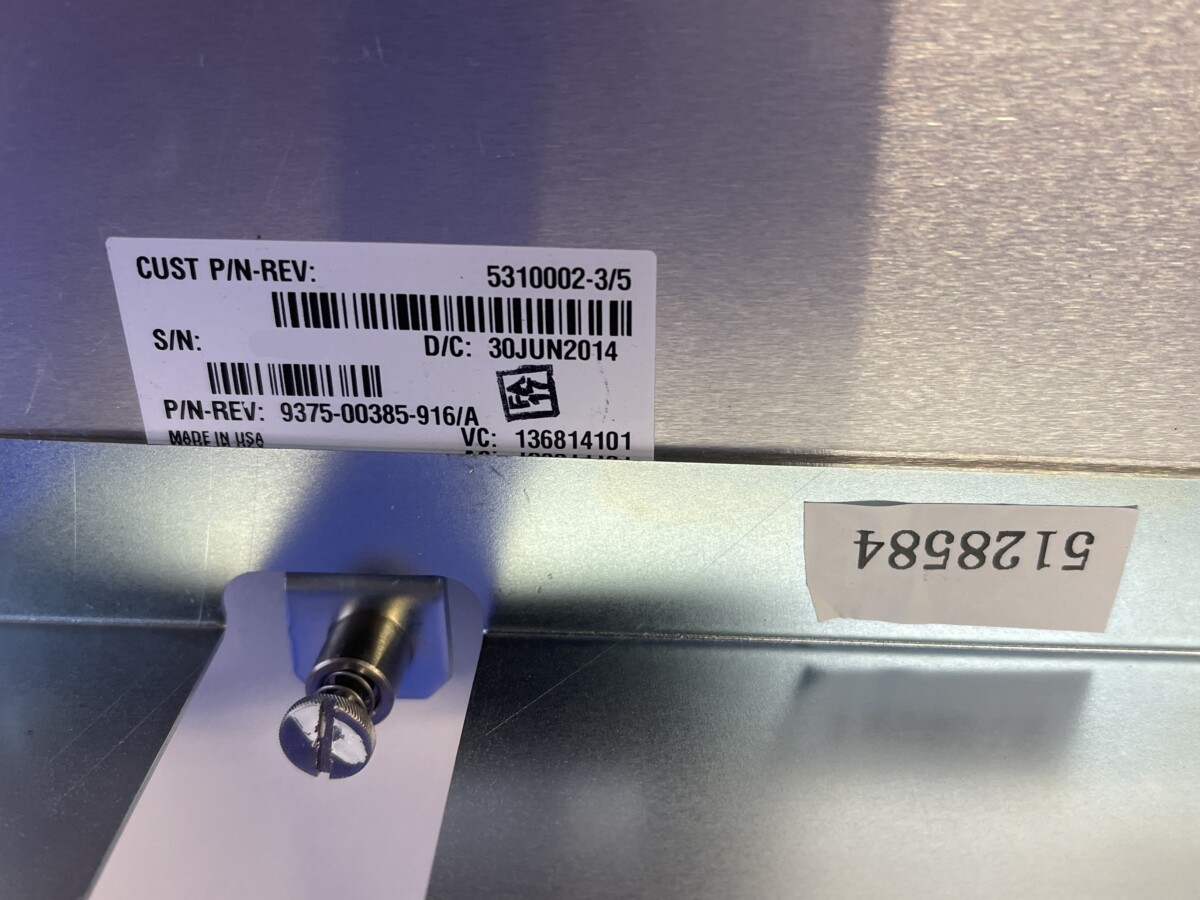 CUST P/N-REV: 5310002-3/5
S/N:
D/C: 30JUN2014
P/N-REV: 9375-00385-916/A
MADE IN USA
VC: 136814101
5128584